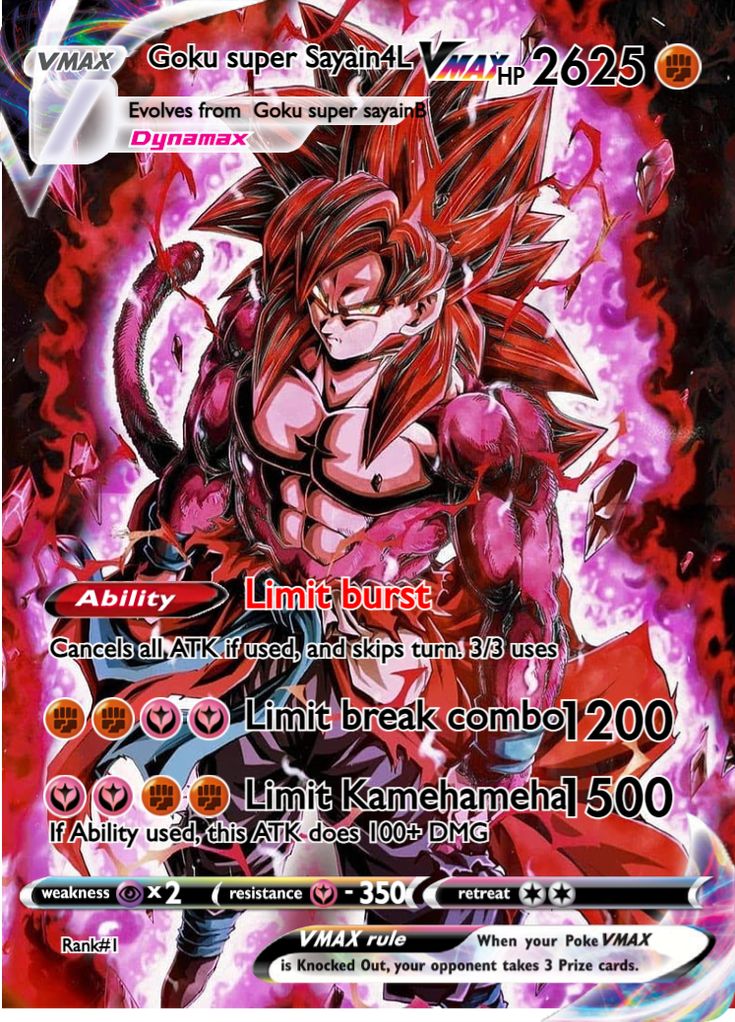 VMAX Goku super Sayain4L VMAX HP 2625
Evolves from Goku super sayainB
Dynamax
Ability Limit burst
Cancels all ATK if used, and skips turn. 3/3 uses
Limit break combo 1200
Limit Kamehameha 1500
If Ability used, this ATK does 100+ DMG
weakness x2 resistance - 350 retreat
Rank#1
VMAX rule When your Poke VMAX
is Knocked Out, your opponent takes 3 Prize cards.